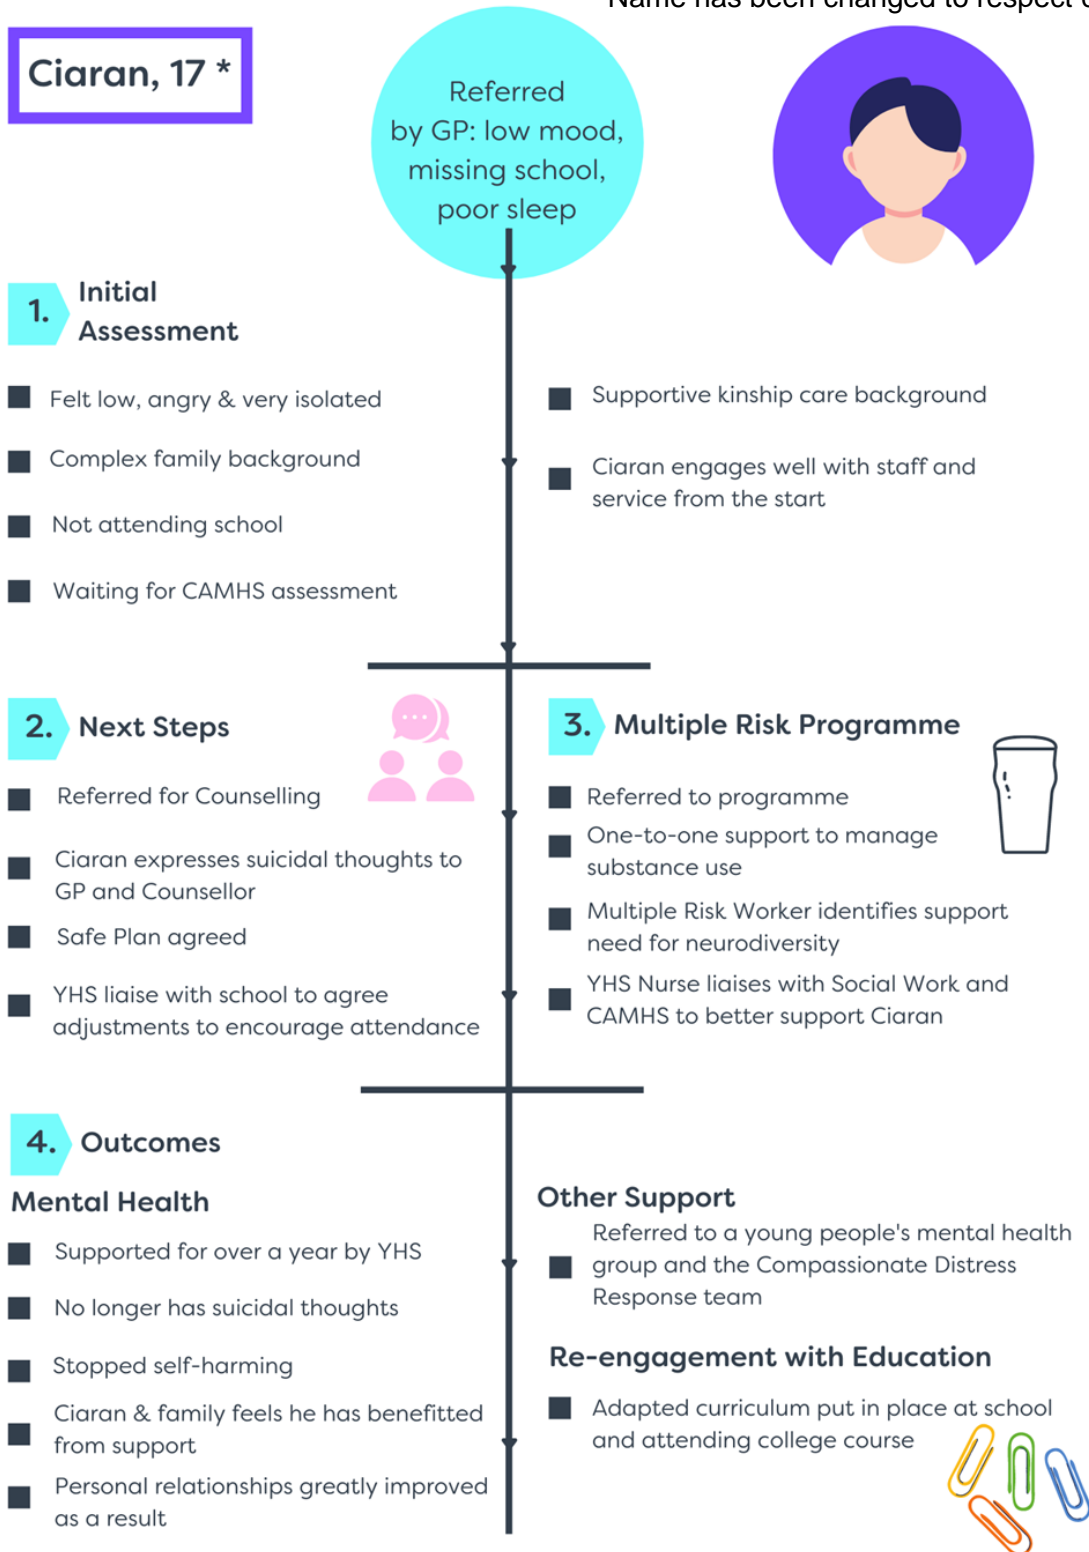 Name has been changed to respect
Ciaran, 17 *
Referred
by GP: low mood,
missing school,
poor sleep
1.
Initial
Assessment
Felt low, angry & very isolated
Complex family background
Not attending school
Waiting for CAMHS assessment
Supportive kinship care background
Ciaran engages well with staff and
service from the start
2.
Next Steps
Referred for Counselling
Ciaran expresses suicidal thoughts to
GP and Counsellor
Safe Plan agreed
YHS liaise with school to agree
adjustments to encourage attendance
3.
Multiple Risk Programme
Referred to programme
One-to-one support to manage
substance use
Multiple Risk Worker identifies support
need for neurodiversity
YHS Nurse liaises with Social Work and
CAMHS to better support Ciaran
4.
Outcomes
Mental Health
Supported for over a year by YHS
No longer has suicidal thoughts
Stopped self-harming
Ciaran & family feels he has benefitted
from support
Personal relationships greatly improved
as a result
Other Support
Referred to a young people's mental health
group and the Compassionate Distress
Response team
Re-engagement with Education
Adapted curriculum put in place at school
and attending college course